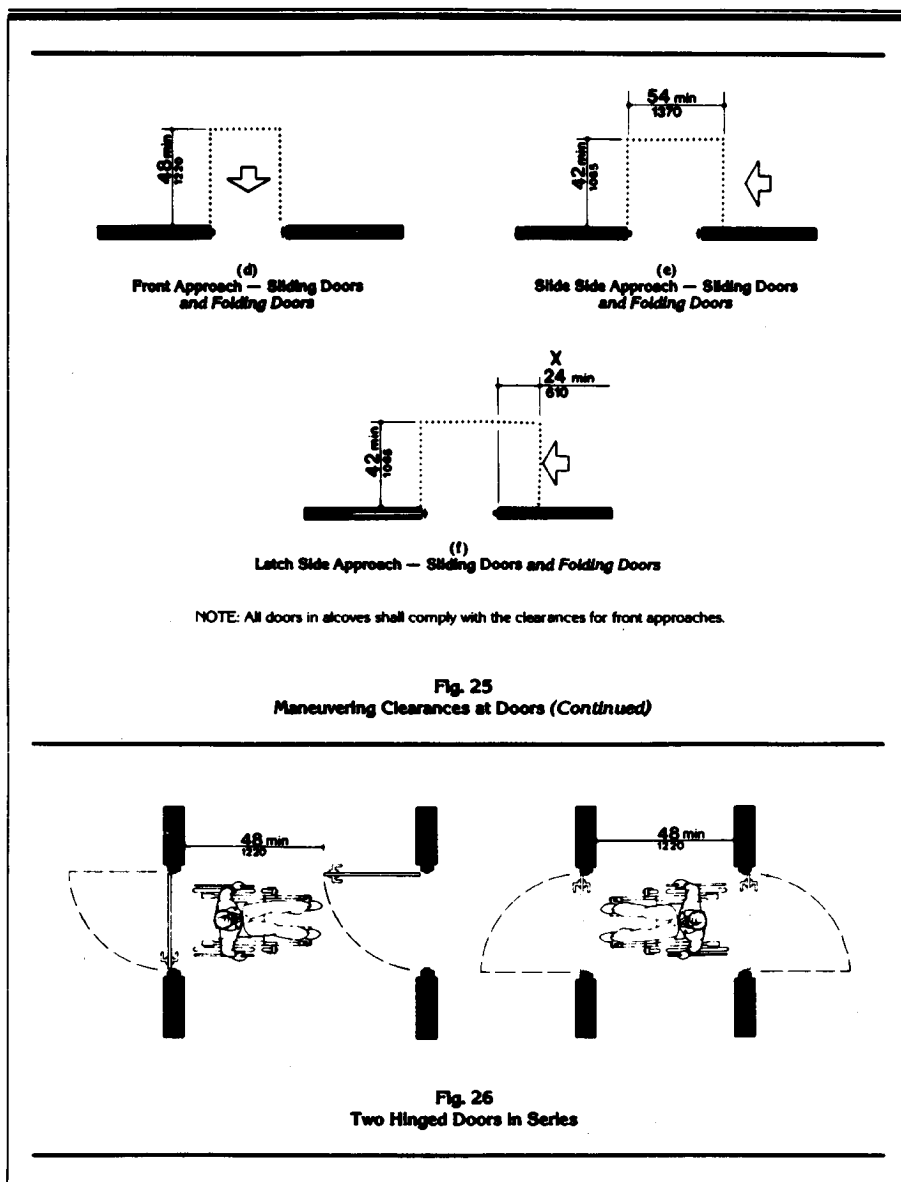 48 min
1220
(d)
Front Approach — Sliding Doors
and Folding Doors
54 min
1370
42 min
1065
(e)
Slide Side Approach — Sliding Doors
and Folding Doors
X
24 min
610
42 min
1065
(f)
Latch Side Approach — Sliding Doors and Folding Doors
NOTE: All doors in alcoves shall comply with the clearances for front approaches.
Fig. 25
Maneuvering Clearances at Doors (Continued)
48 min
1220
48 min
1220
Fig. 26
Two Hinged Doors in Series